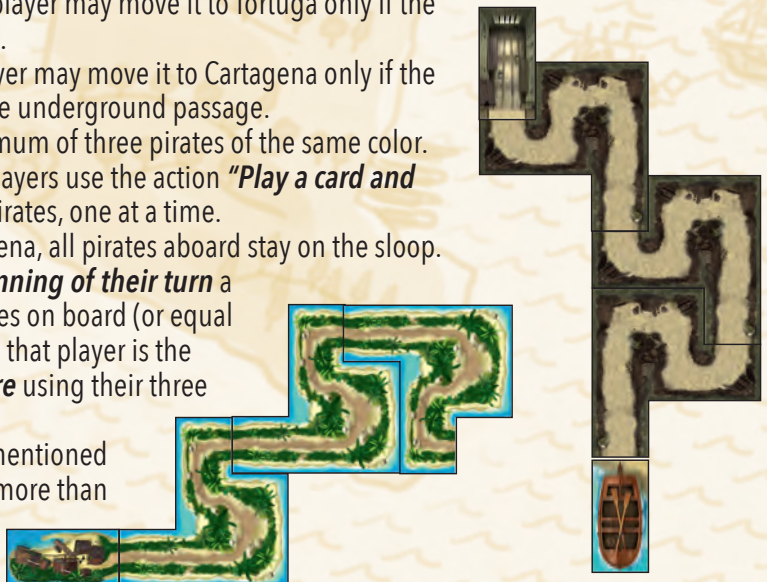 player may move it to Tortuga only if the
.
yer may move it to Cartagena only if the
e underground passage.
mum of three pirates of the same color.
layers use the action "Play a card and
irates, one at a time.
ena, all pirates aboard stay on the sloop.
nning of their turn a
es on board (or equal
that player is the
re using their three
mentioned
more than